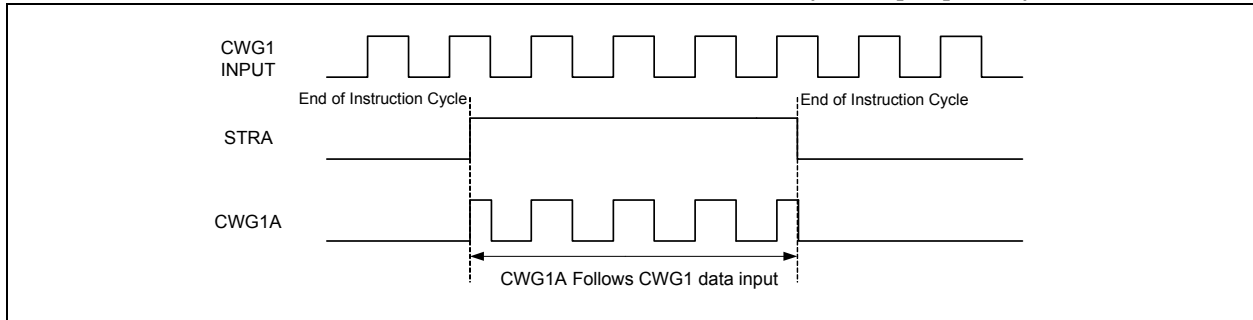 CWG1
INPUT
End of Instruction Cycle
End of Instruction Cycle
STRA
CWG1A
CWG1A Follows CWG1 data input